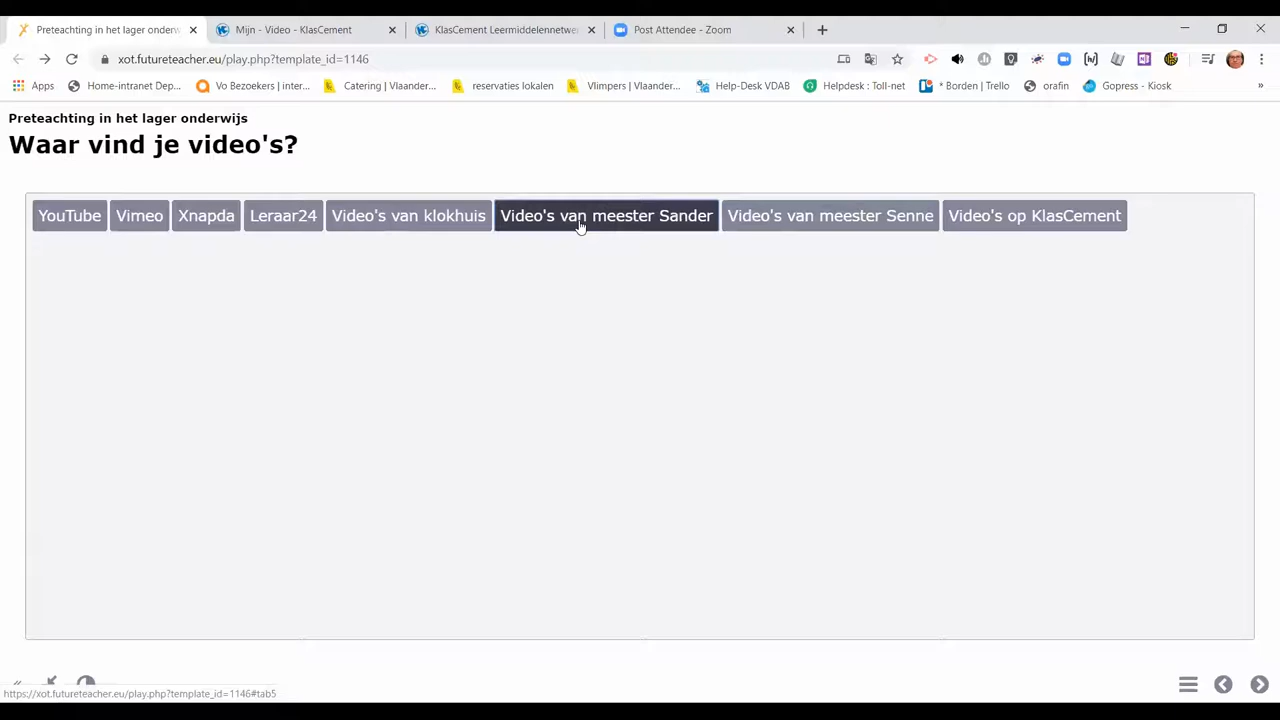 Preteaching in het lager onderwi
Mijn - Video - KlasCement
KlasCement Leermiddelennetwe
Post Attendee - Zoom
xot.futureteacher.eu/play.php?template_id=1146
Apps
Home-intranet Dep...
Vo Bezoekers | inter...
Catering | Vlaander...
reservaties lokalen
Vlimpers | Vlaander...
Help-Desk VDAB
Helpdesk : Toll-net
* Borden | Trello
orafin
Gopress - Kiosk
»
Preteachting in het lager onderwijs
Waar vind je video's?
YouTube
Vimeo
Xnapda
Leraar24
Video's van klokhuis
Video's van meester Sander
Video's van meester Senne
Video's op KlasCement
https://xot.futureteacher.eu/play.php?template_id=1146#tab5